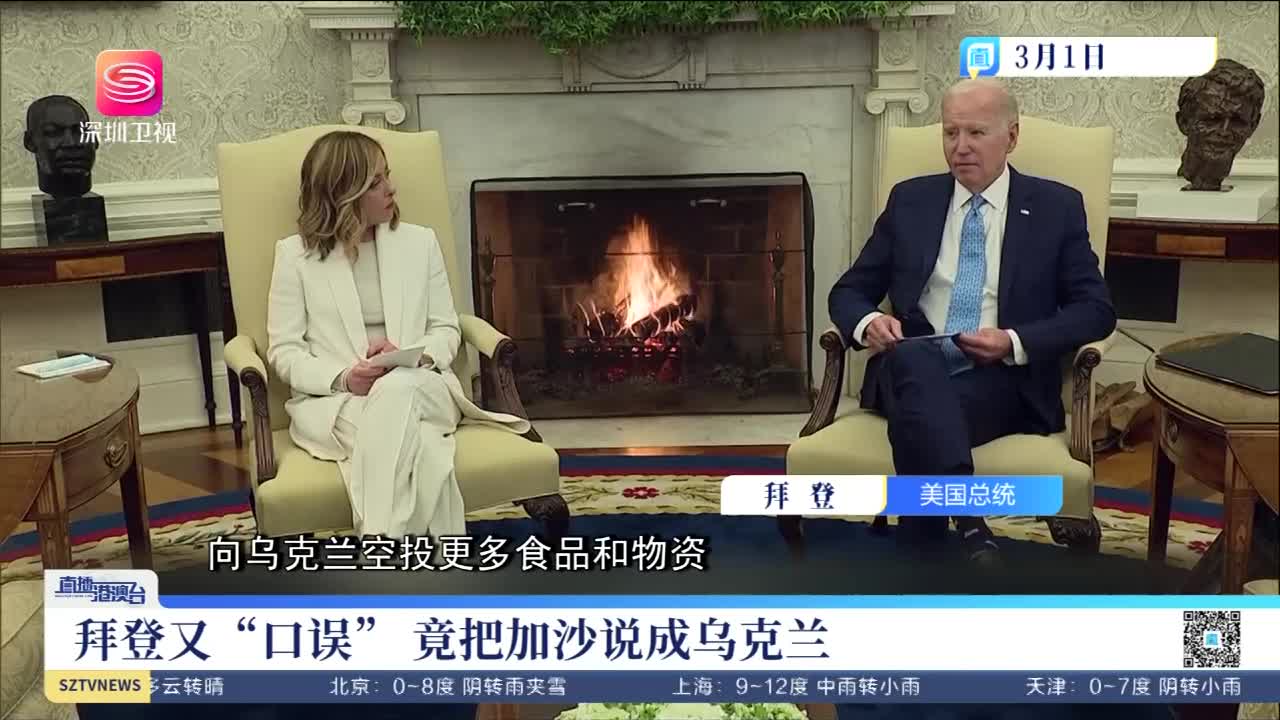 深圳卫视
3月1日
拜登
美国总统
向乌克兰空投更多食品和物资
直播港澳台
拜登又“口误” 竟把加沙说成乌克兰
SZTVNEWS
多云转晴 北京：0~8度 阴转雨夹雪 上海：9~12度 中雨转小雨 天津：0~7度 阴转小雨